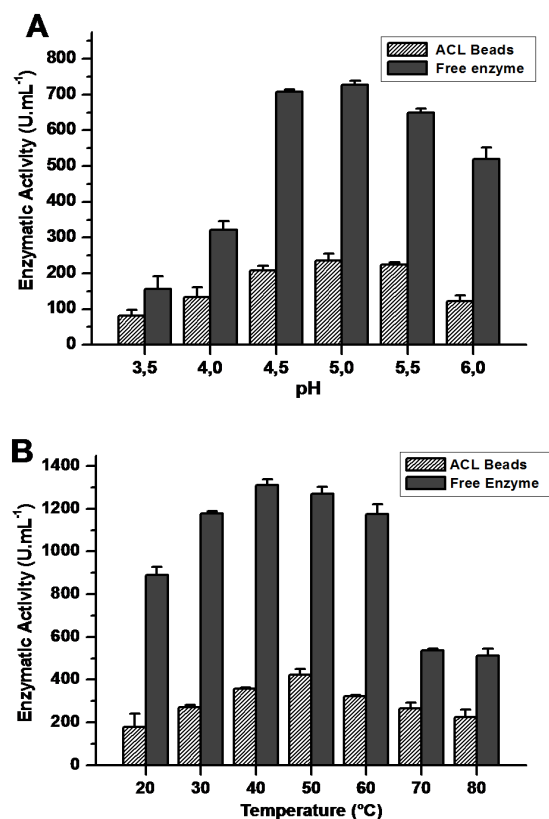 A
ACL Beads
Free enzyme
Enzymatic Activity (U.mL⁻¹)
800
700
600
500
400
300
200
100
0
3,5 4,0 4,5 5,0 5,5 6,0
pH
B
ACL Beads
Free Enzyme
Enzymatic Activity (U.mL⁻¹)
1400
1200
1000
800
600
400
200
0
20 30 40 50 60 70 80
Temperature (ºC)